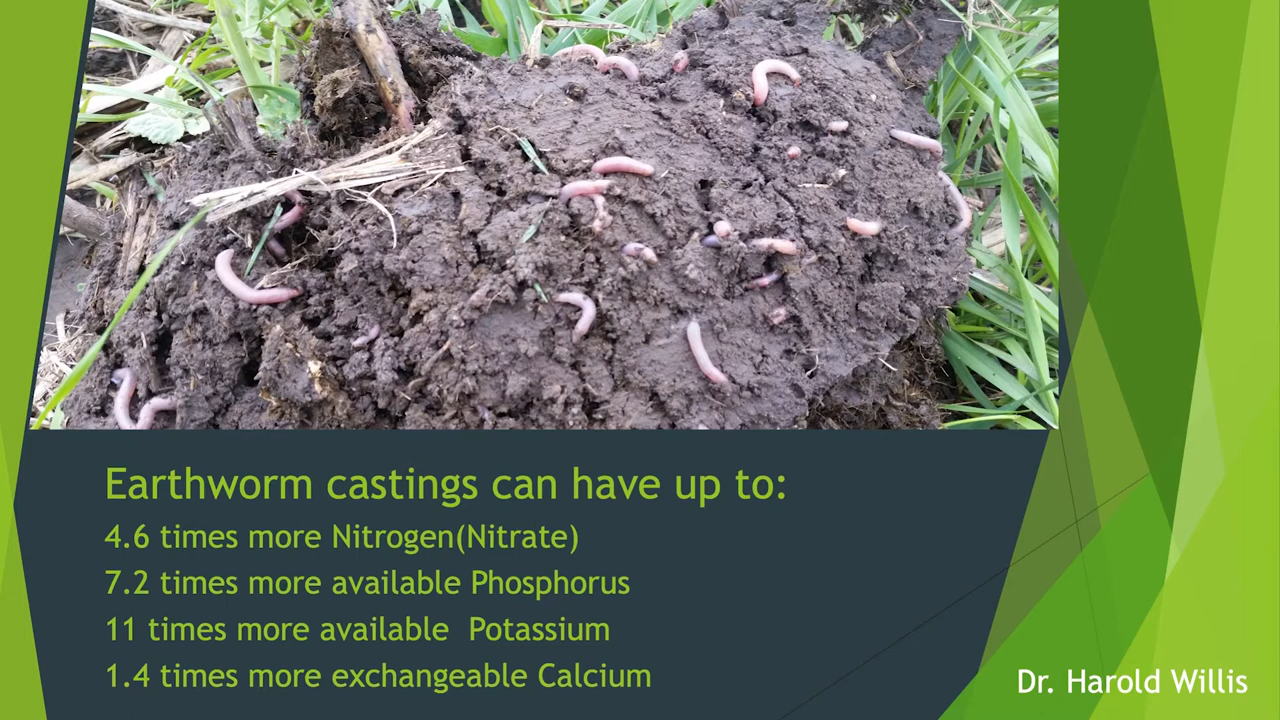 Earthworm castings can have up to:
4.6 times more Nitrogen(Nitrate)
7.2 times more available Phosphorus
11 times more available  Potassium
1.4 times more exchangeable Calcium
Dr. Harold Willis